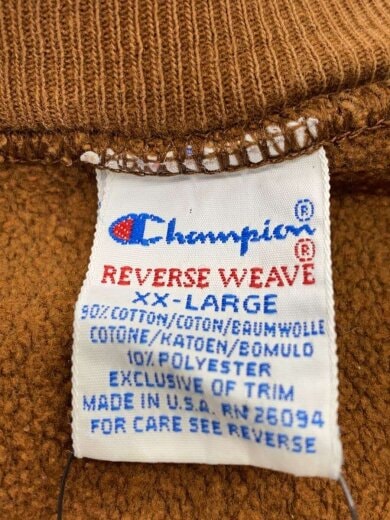 Champion®
REVERSE WEAVE®
XX-LARGE
90% COTTON/COTON/BAUMWOLLE
COTONE/KATOEN/BOMULD
10% POLYESTER
EXCLUSIVE OF TRIM
MADE IN U.S.A. RN 26094
FOR CARE SEE REVERSE